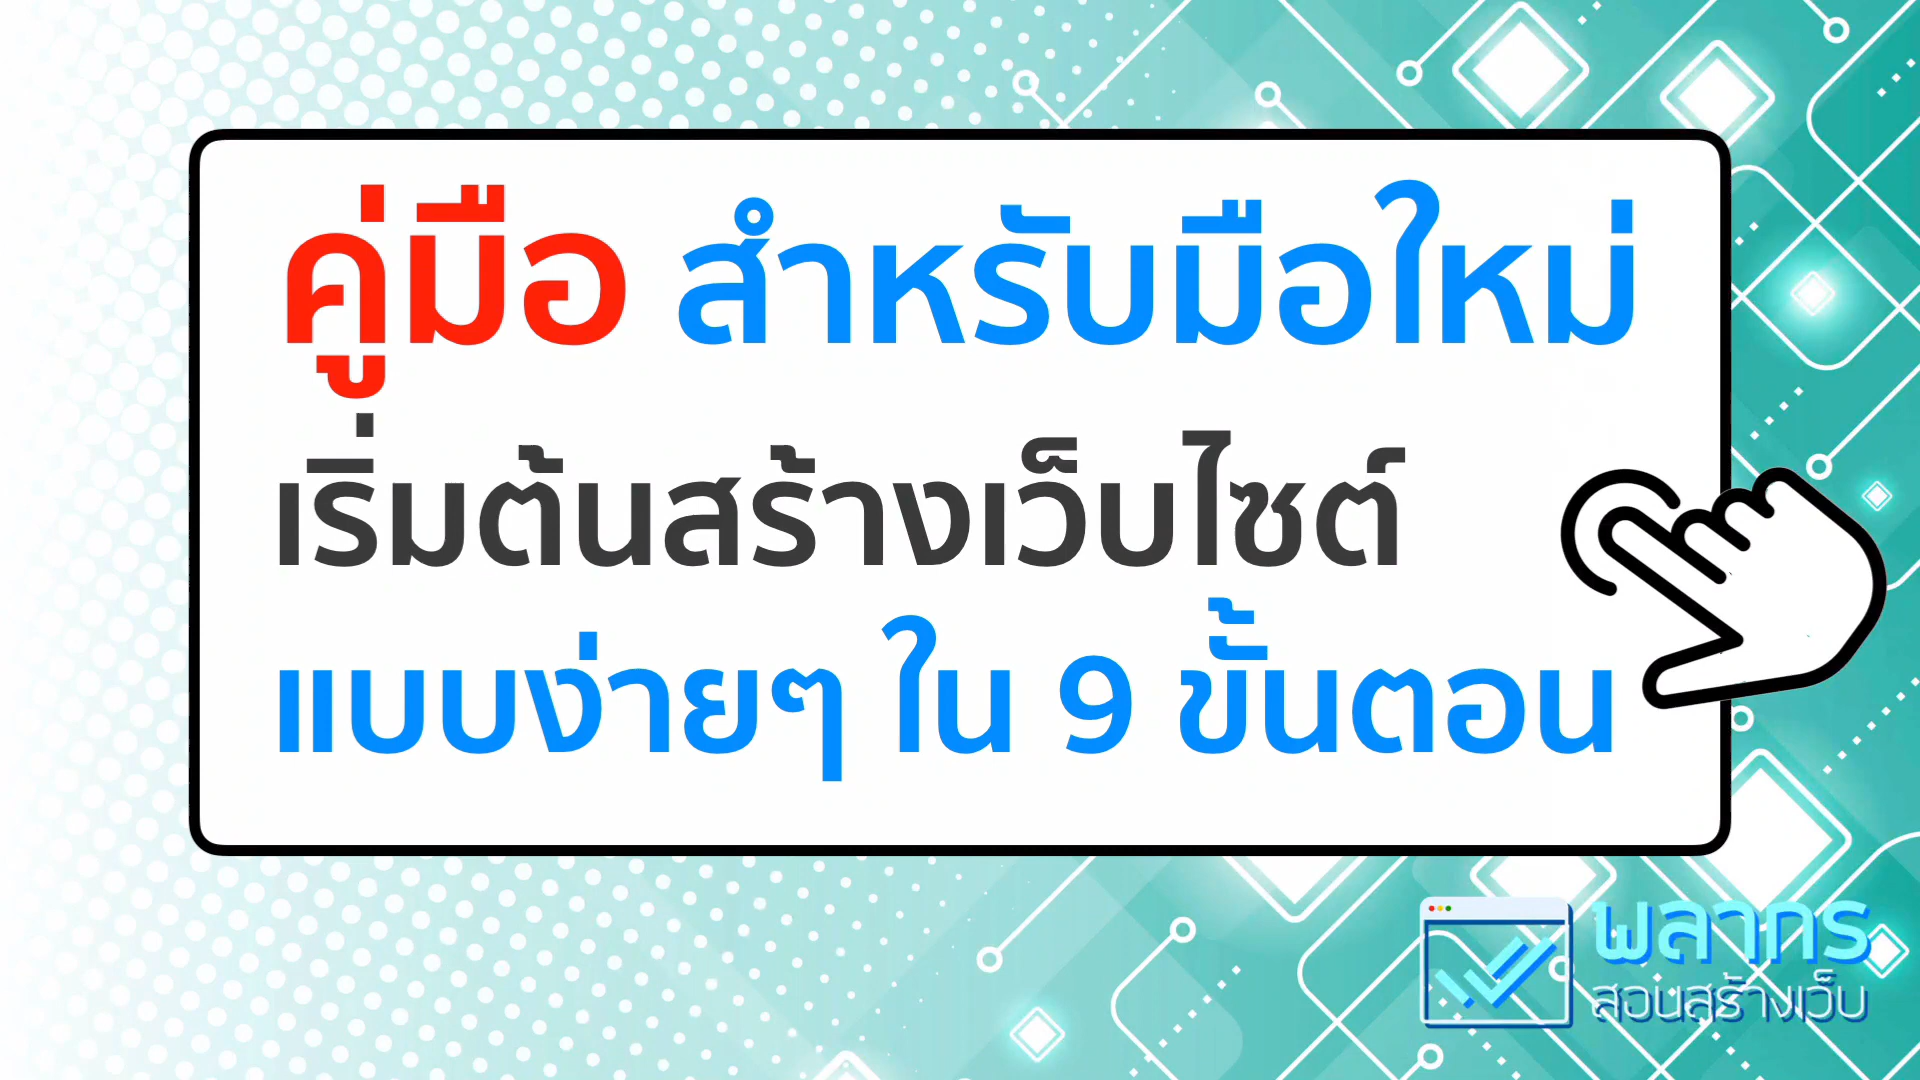 คู่มือ สำหรับมือใหม่
เริ่มต้นสร้างเว็บไซต์
แบบง่ายๆ ใน 9 ขั้นตอน
พลากร
สอนสร้างเว็บ